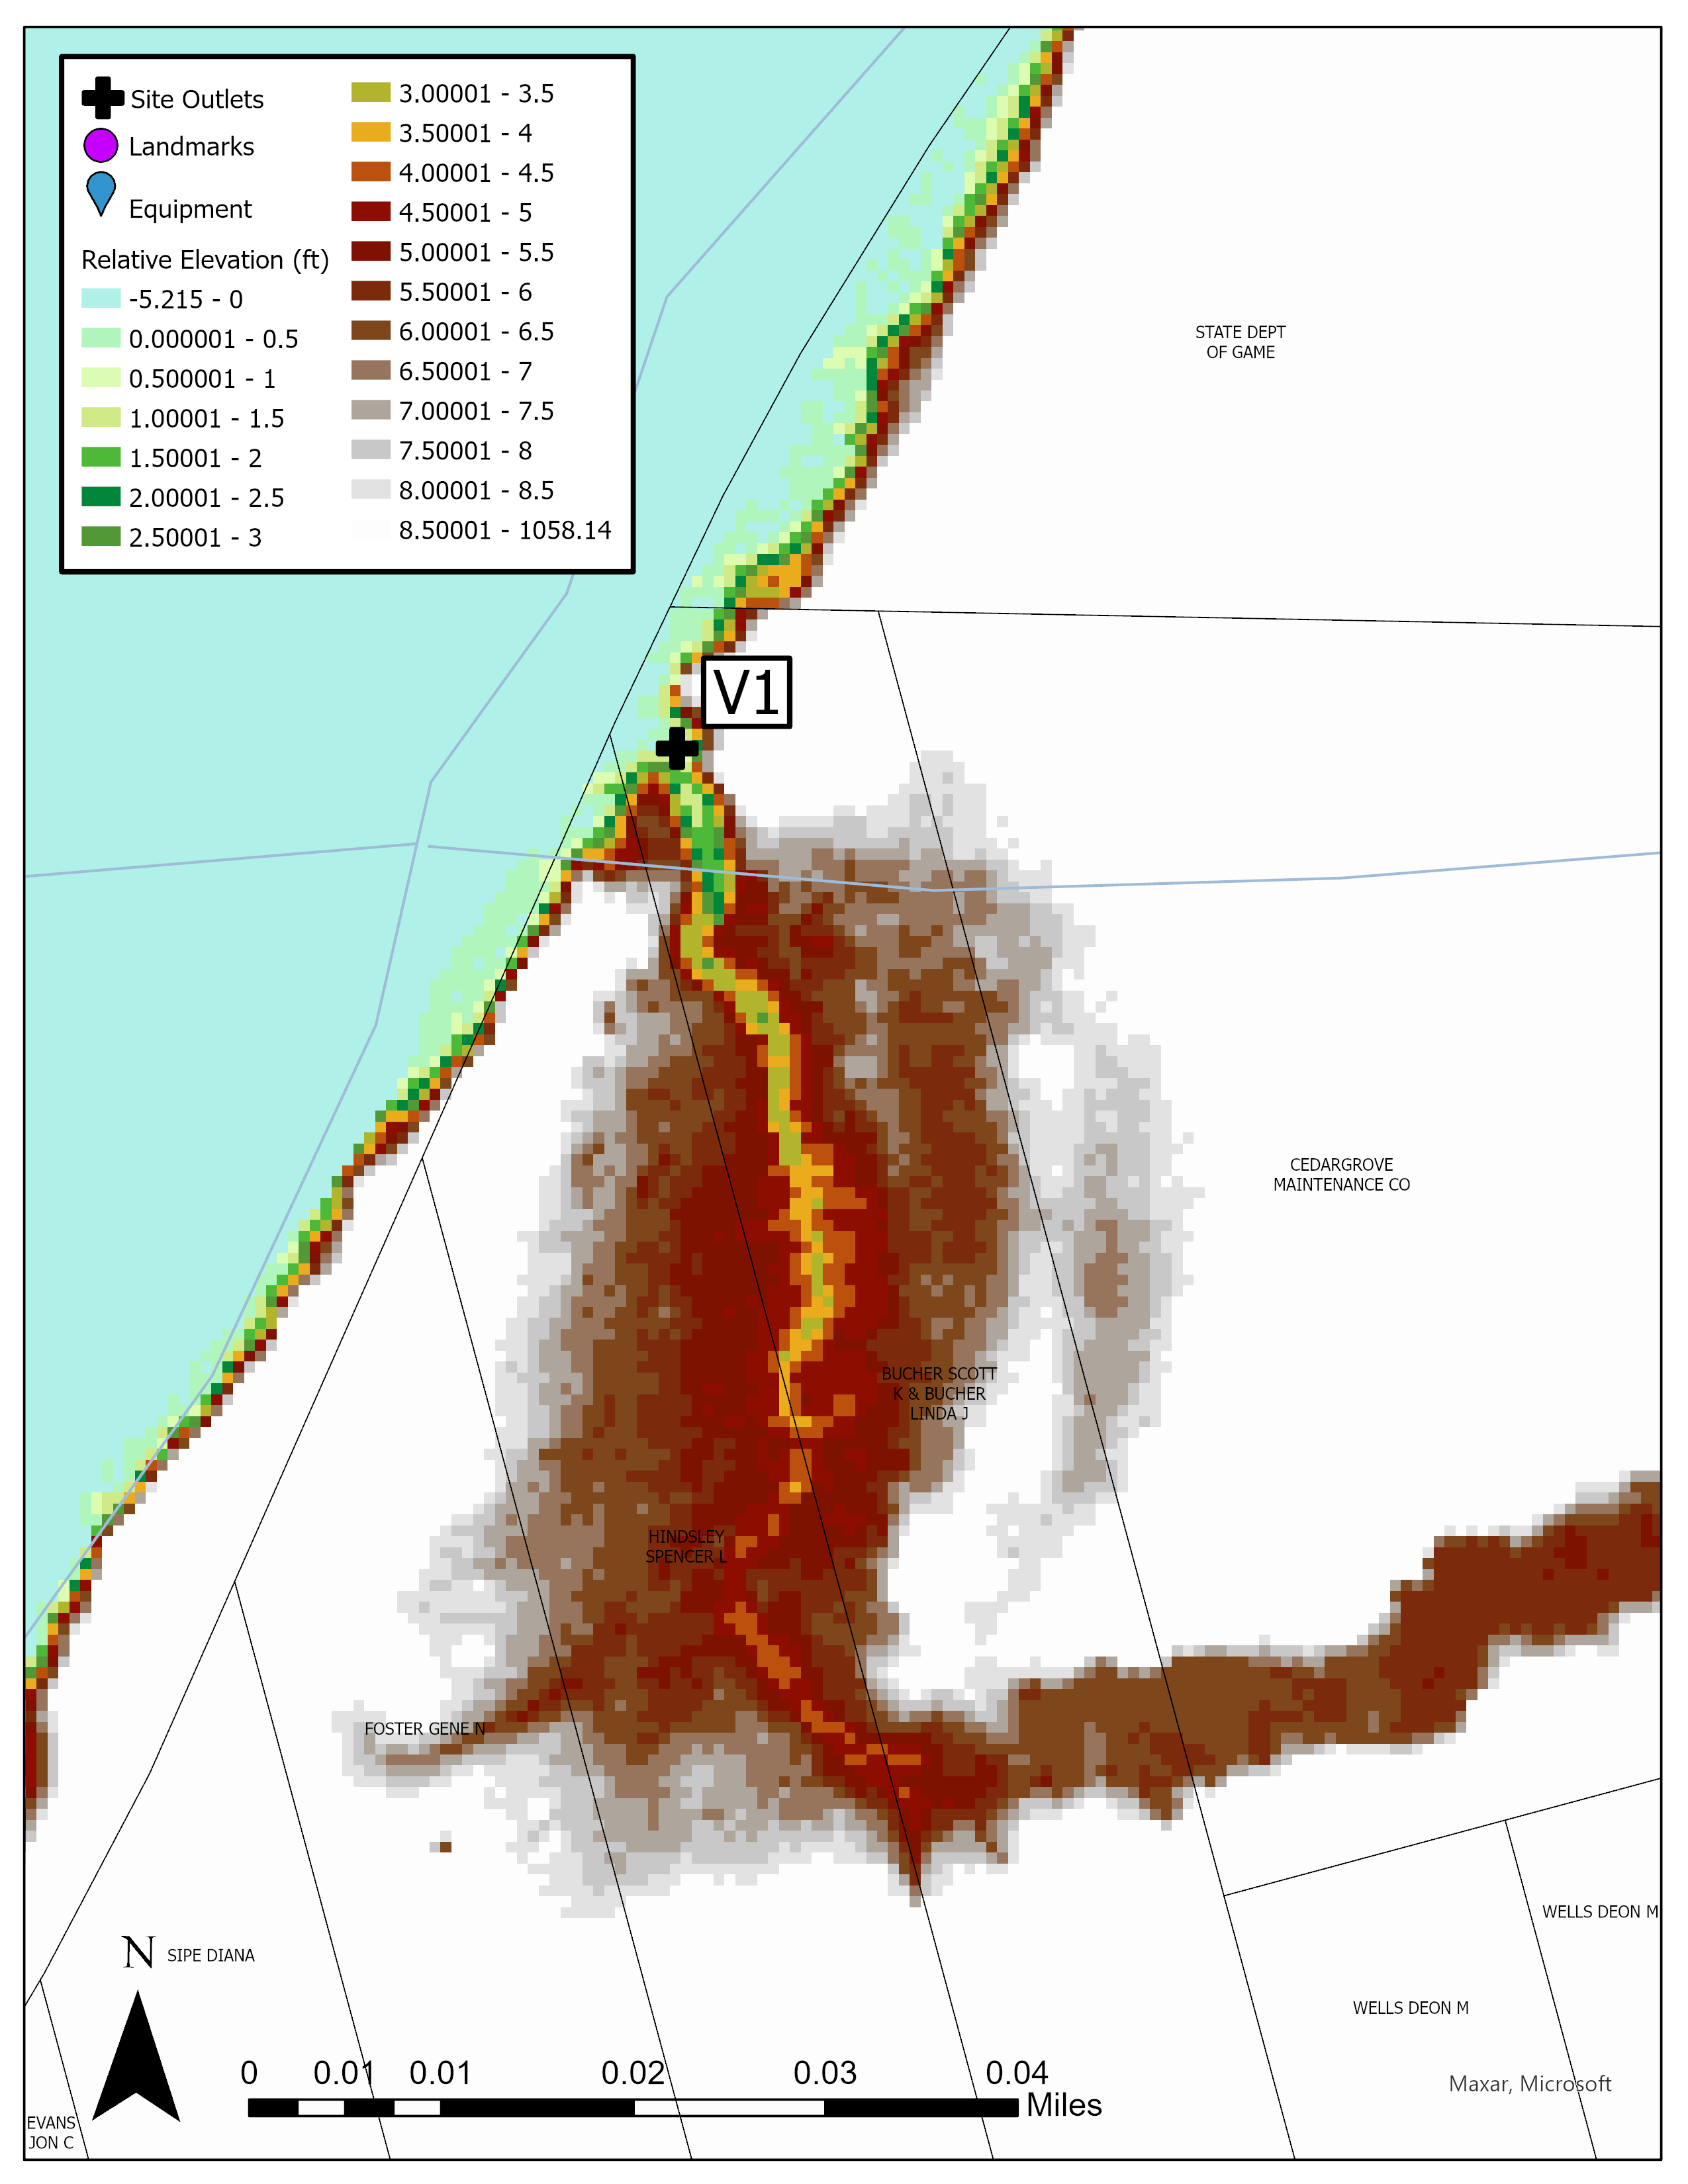 Site Outlets
Landmarks
Equipment
Relative Elevation (ft)
-5.215 - 0
0.000001 - 0.5
0.500001 - 1
1.00001 - 1.5
1.50001 - 2
2.00001 - 2.5
2.50001 - 3
3.00001 - 3.5
3.50001 - 4
4.00001 - 4.5
4.50001 - 5
5.00001 - 5.5
5.50001 - 6
6.00001 - 6.5
6.50001 - 7
7.00001 - 7.5
7.50001 - 8
8.00001 - 8.5
8.50001 - 1058.14
STATE DEPT
OF GAME
V1
CEDARGROVE
MAINTENANCE CO
BUCHER SCOTT
K & BUCHER
LINDA J
HINDSLEY
SPENCER L
FOSTER GENE N
WELLS DEON M
N
SIPE DIANA
WELLS DEON M
0 0.01 0.01 0.02 0.03 0.04
Miles
Maxar, Microsoft
EVANS
JON C